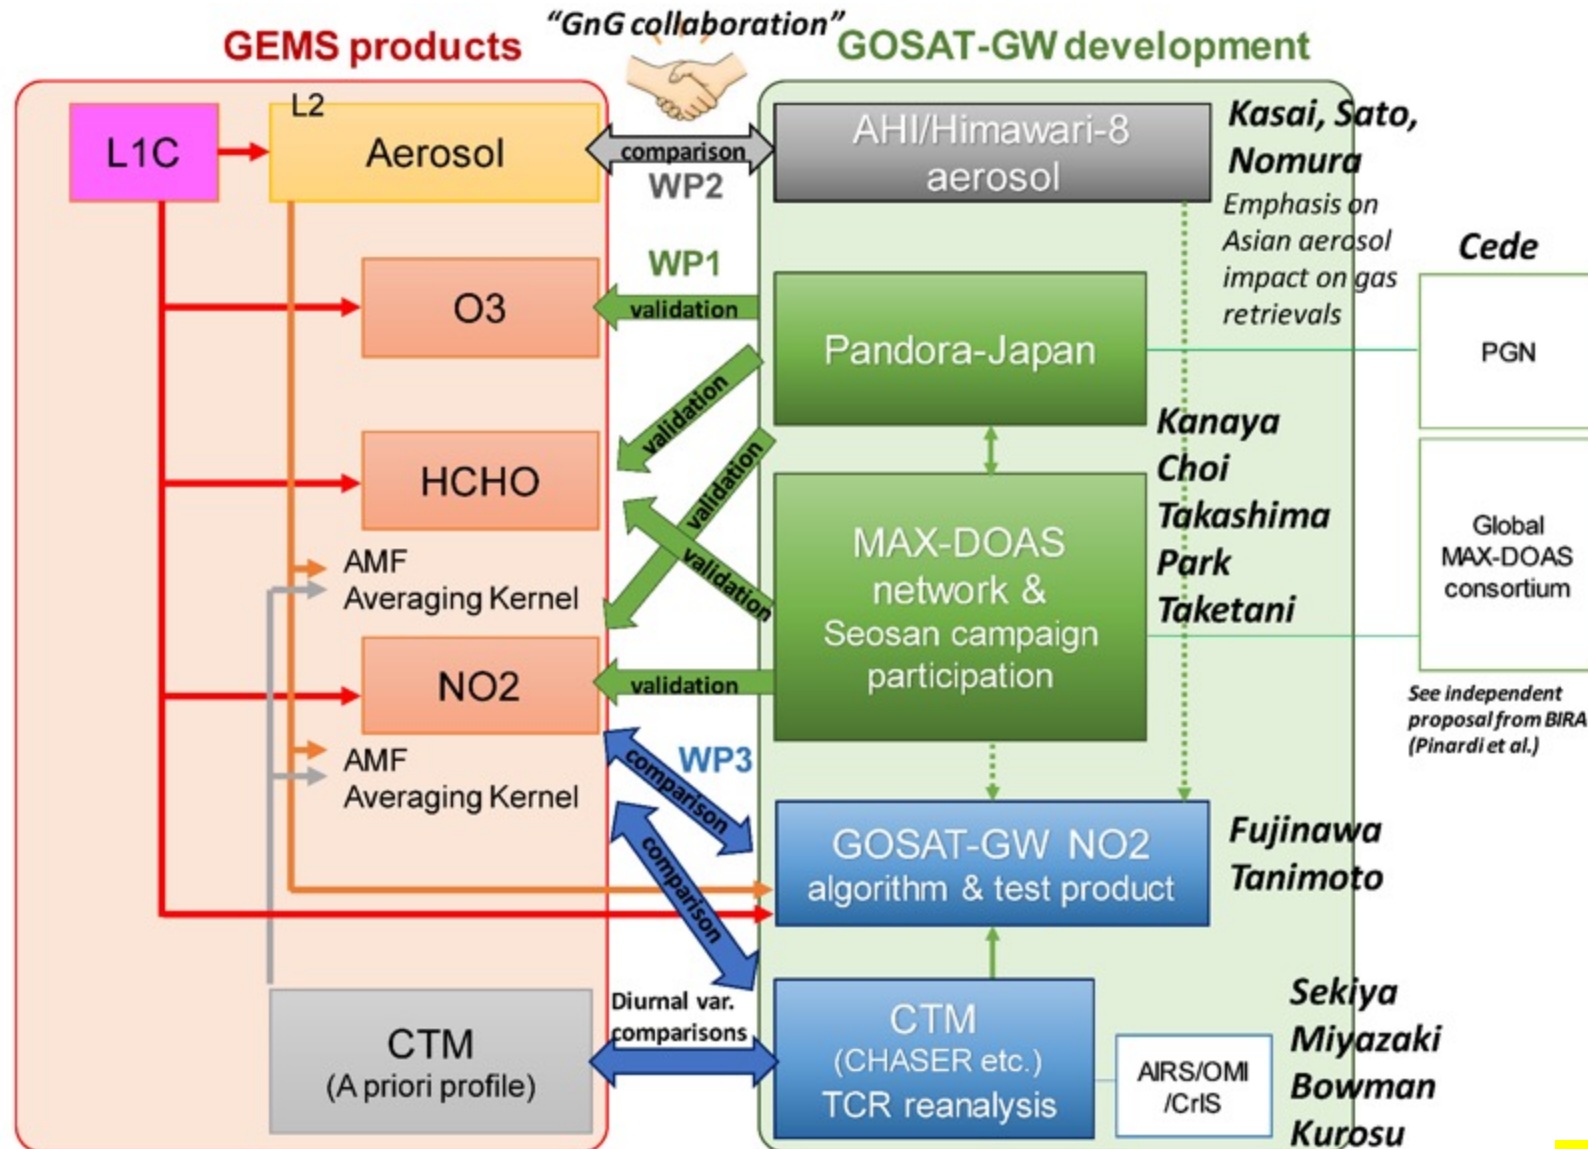 “GnG collaboration”
GEMS products
GOSAT-GW development
L1C
L2
Aerosol
comparison
WP2
AHI/Himawari-8
aerosol
Kasai, Sato,
Nomura
Emphasis on
Asian aerosol
impact on gas
retrievals
Cede
PGN
WP1
O3
validation
Pandora-Japan
validation
validation
HCHO
validation
AMF
Averaging Kernel
MAX-DOAS
network &
Seosan campaign
participation
Kanaya
Choi
Takashima
Park
Taketani
Global
MAX-DOAS
consortium
See independent
proposal from BIRA
(Pinardi et al.)
NO2
validation
AMF
Averaging Kernel
WP3
comparison
comparison
GOSAT-GW NO2
algorithm & test product
Fujinawa
Tanimoto
CTM
(A priori profile)
Diurnal var.
comparisons
CTM
(CHASER etc.)
TCR reanalysis
AIRS/OMI
/CrIS
Sekiya
Miyazaki
Bowman
Kurosu